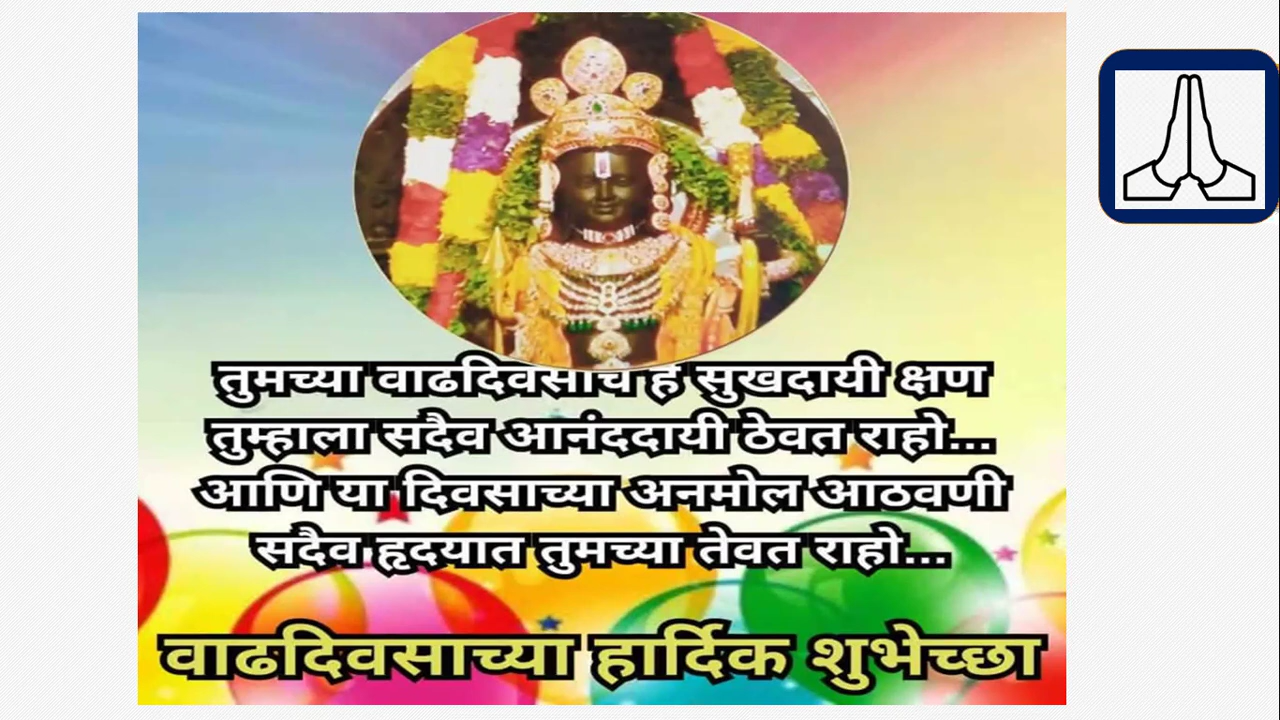 तुमच्या वाढदिवसाचे हे सुखदायी क्षण
तुम्हाला सदैव आनंददायी ठेवत राहो...
आणि या दिवसाच्या अनमोल आठवणी
सदैव हृदयात तुमच्या तेवत राहो...
वाढदिवसाच्या हार्दिक शुभेच्छा